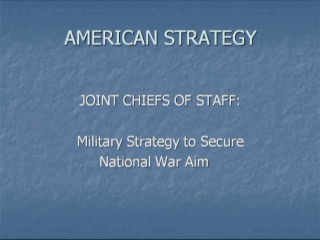 AMERICAN STRATEGY
JOINT CHIEFS OF STAFF:
Military Strategy to Secure
National War Aim